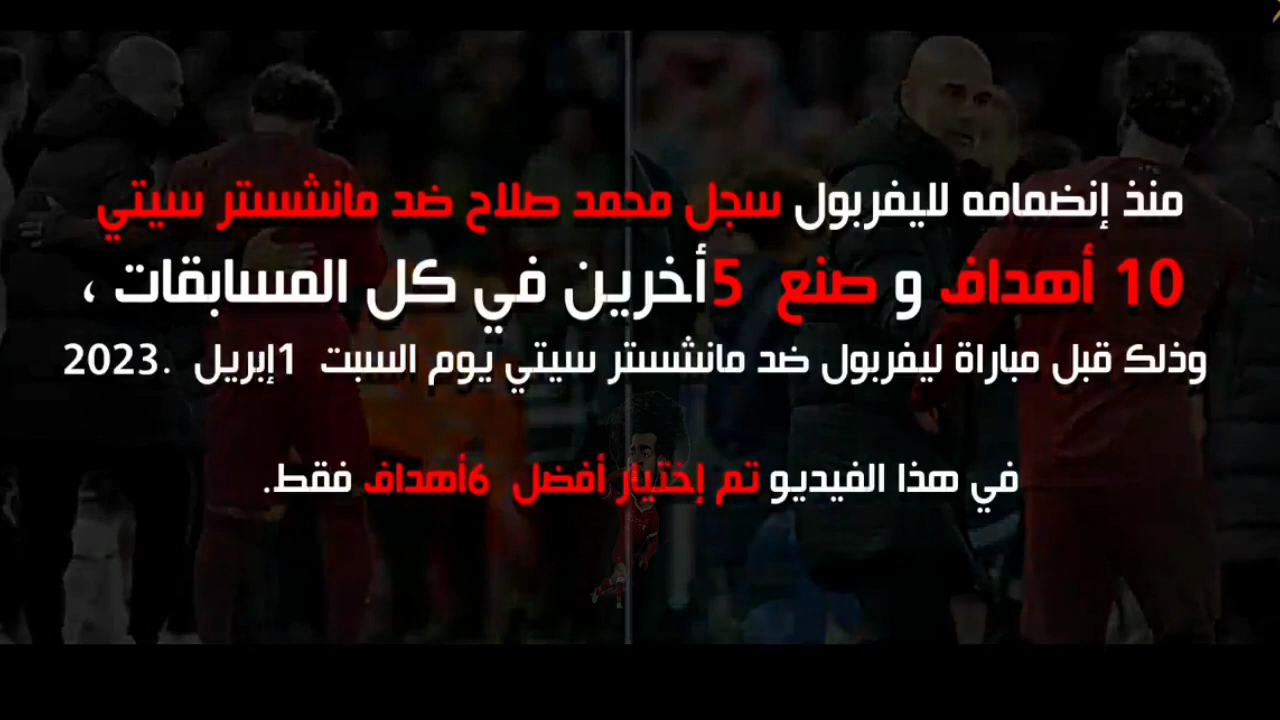 منذ إنضمامه لليفربول سجل محمد صلاح ضد مانشستر سيتي
10 أهداف و صنع 5أخرين في كل المسابقات ،
وذلك قبل مباراة ليفربول ضد مانشستر سيتي يوم السبت 1إبريل .2023
في هذا الفيديو تم إختيار أفضل 6أهداف فقط.